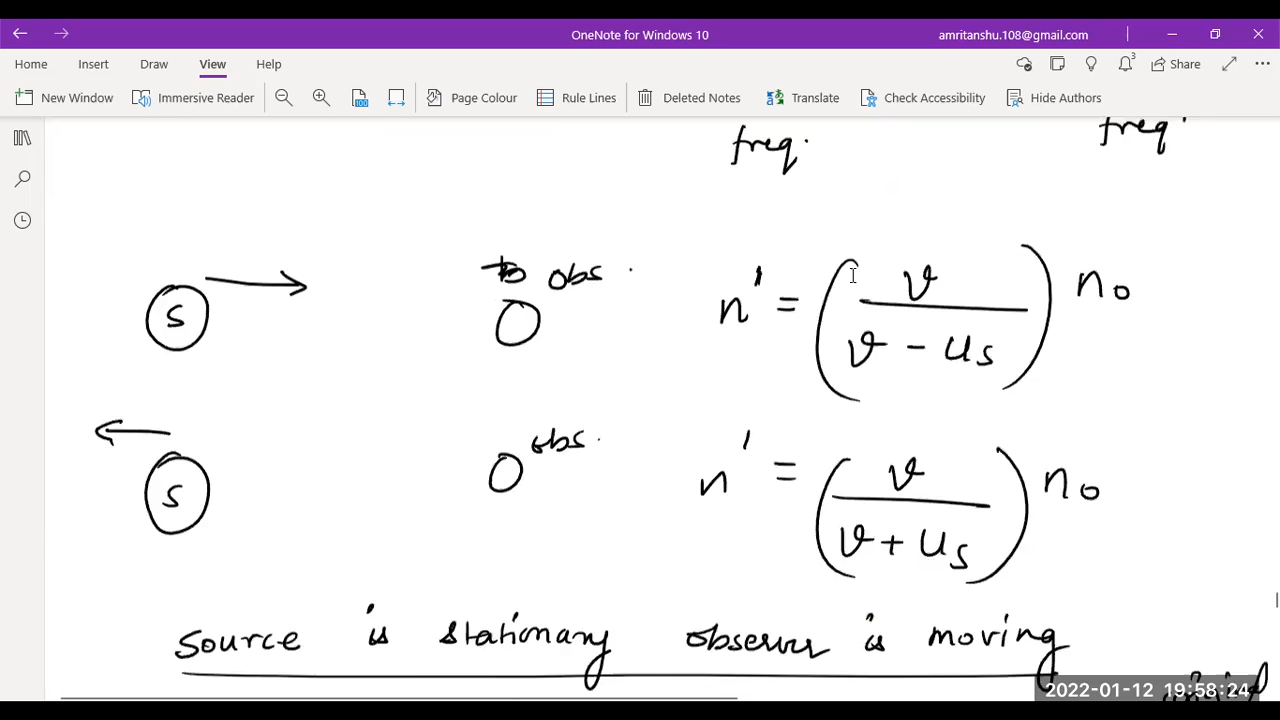 OneNote for Windows 10
amritanshu.108@gmail.com
Home Insert Draw View Help
3
Share
New Window Immersive Reader 100 Page Colour Rule Lines Deleted Notes Translate Check Accessibility Hide Authors
freq. freq.
obs.
S O n' = (v / (v - us)) no
obs.
S O n' = (v / (v + us)) no
Source is stationary observer is moving
2022-01-12 19:58:24